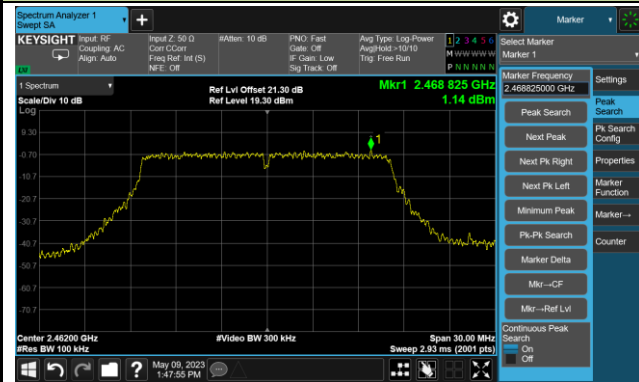 Spectrum Analyzer 1
Swept SA
Marker
KEYSIGHT
Input: RF
Coupling: AC
Align: Auto
Input Z: 50 Ω
Corr CCorr
Freq Ref: Int (S)
NFE: Off
#Atten: 10 dB
PNO: Fast
Gate: Off
IF Gain: Low
Sig Track: Off
Avg Type: Log-Power
Avg|Hold:>10/10
Trig: Free Run
1 2 3 4 5 6
M W W W W W
P N N N N N
LW
1 Spectrum
Scale/Div 10 dB
Log
Ref Lvl Offset 21.30 dB
Ref Level 19.30 dBm
Mkr1 2.468 825 GHz
1.14 dBm
9.30
-0.70
-10.7
-20.7
-30.7
-40.7
-50.7
-60.7
-70.7
1
Center 2.46200 GHz
#Res BW 100 kHz
#Video BW 300 kHz
Span 30.00 MHz
Sweep 2.93 ms (2001 pts)
May 09, 2023
1:47:55 PM
Select Marker
Marker 1
Marker Frequency
2.468825000 GHz
Peak Search
Next Peak
Next Pk Right
Next Pk Left
Minimum Peak
Pk-Pk Search
Marker Delta
Mkr→CF
Mkr→Ref Lvl
Continuous Peak
Search
On
Off
Settings
Peak
Search
Pk Search
Config
Properties
Marker
Function
Marker→
Counter